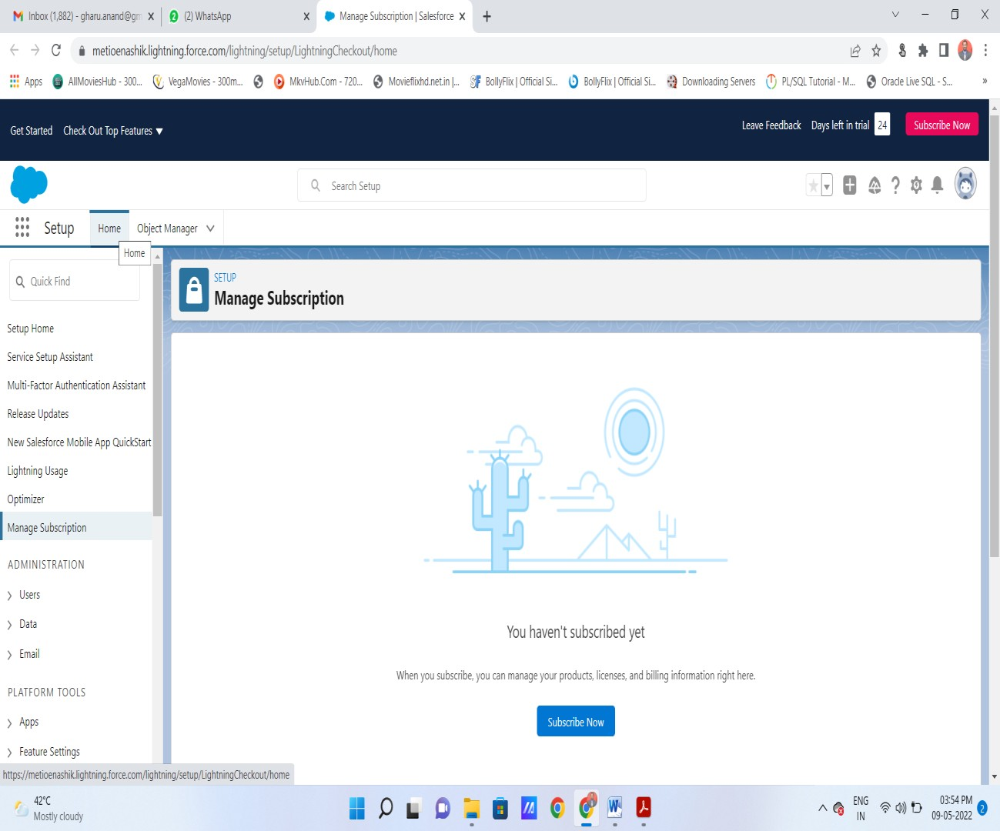 Inbox (1,882) - gharu.anand@gm
(2) WhatsApp
Manage Subscription | Salesforce
metioenashik.lightning.force.com/lightning/setup/LightningCheckout/home
Apps
AllMoviesHub - 300...
VegaMovies - 300m...
MkvHub.Com - 720...
Movieflixhd.net.in |...
BollyFlix | Official Si...
BollyFlix | Official Si...
Downloading Servers
PL/SQL Tutorial - M...
Oracle Live SQL - S...
»
Get Started
Check Out Top Features ▼
Leave Feedback
Days left in trial 24
Subscribe Now
Search Setup
Setup
Home
Object Manager
Home
Quick Find
Setup Home
Service Setup Assistant
Multi-Factor Authentication Assistant
Release Updates
New Salesforce Mobile App QuickStart
Lightning Usage
Optimizer
Manage Subscription
ADMINISTRATION
Users
Data
Email
PLATFORM TOOLS
Apps
Feature Settings
SETUP
Manage Subscription
You haven't subscribed yet
When you subscribe, you can manage your products, licenses, and billing information right here.
Subscribe Now
https://metioenashik.lightning.force.com/lightning/setup/LightningCheckout/home
42°C
Mostly cloudy
ENG
IN
03:54 PM
09-05-2022
2